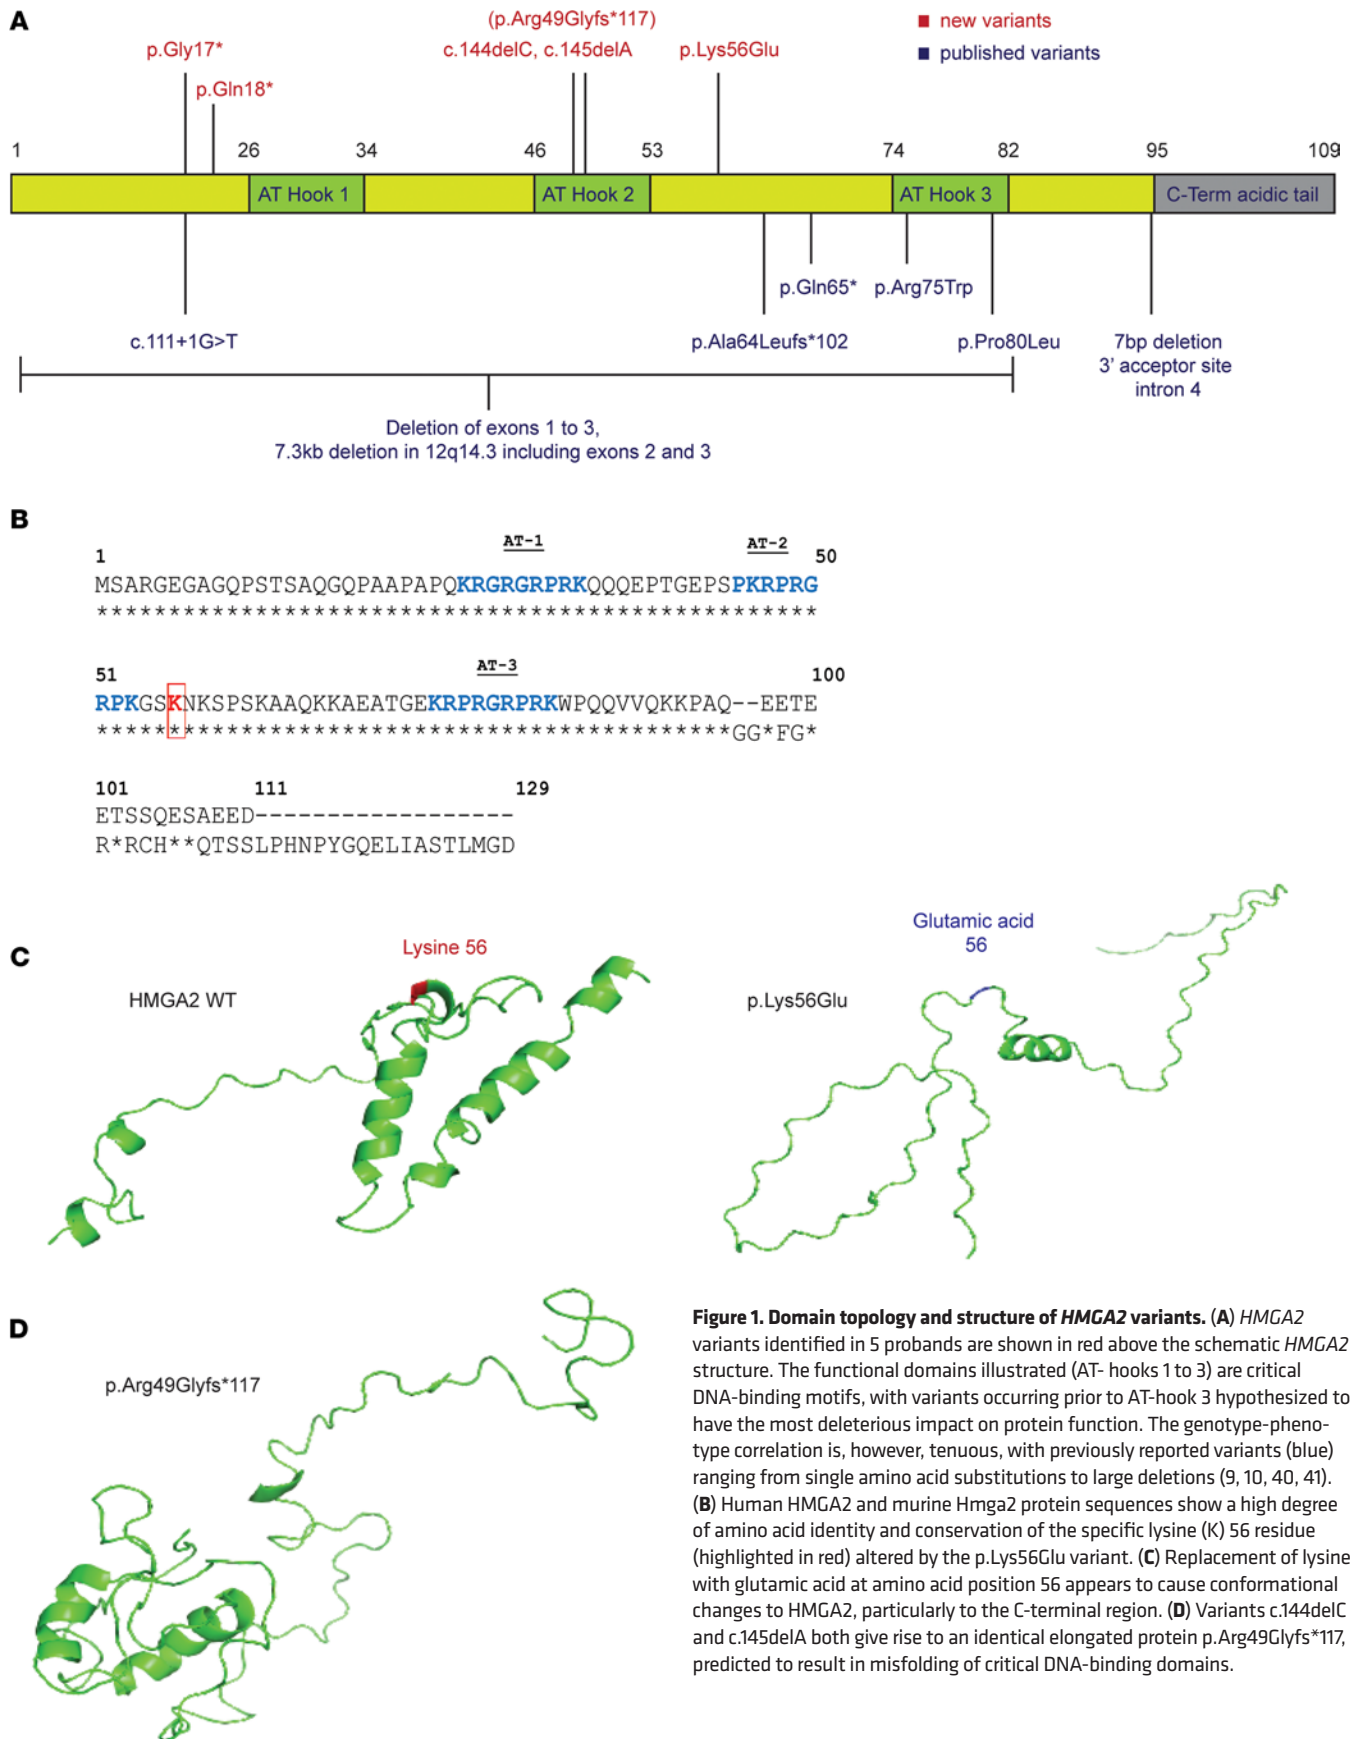 A
(p.Arg49Glyfs*117)
new variants
p.Gly17*
c.144delC, c.145delA
p.Lys56Glu
published variants
p.Gln18*
1 26 34 46 53 74 82 95 109
AT Hook 1 AT Hook 2 AT Hook 3 C-Term acidic tail
p.Gln65* p.Arg75Trp
c.111+1G>T p.Ala64Leufs*102 p.Pro80Leu 7bp deletion
3' acceptor site
intron 4
Deletion of exons 1 to 3,
7.3kb deletion in 12q14.3 including exons 2 and 3
B
AT-1 AT-2
1 50
MSARGEGAGQPSTSAQGQPAAPAPQKRGRGRPRKQQQEPTGEPSPKRPRG
**************************************************
AT-3
51 100
RPKGSKNKSPSKAAQKKAEATGEKRPRGRPRKWPQQVVQKKPAQ--EETE
********************************************GG*FG*
101 111 129
ETSSQESAEED------------------
R*RCH**QTSSLPHNPYGQELIASTLMGD
C
Lysine 56
HMGA2 WT
Glutamic acid
56
p.Lys56Glu
D
p.Arg49Glyfs*117
Figure 1. Domain topology and structure of HMGA2 variants. (A) HMGA2
variants identified in 5 probands are shown in red above the schematic HMGA2
structure. The functional domains illustrated (AT- hooks 1 to 3) are critical
DNA-binding motifs, with variants occurring prior to AT-hook 3 hypothesized to
have the most deleterious impact on protein function. The genotype-pheno-
type correlation is, however, tenuous, with previously reported variants (blue)
ranging from single amino acid substitutions to large deletions (9, 10, 40, 41).
(B) Human HMGA2 and murine Hmga2 protein sequences show a high degree
of amino acid identity and conservation of the specific lysine (K) 56 residue
(highlighted in red) altered by the p.Lys56Glu variant. (C) Replacement of lysine
with glutamic acid at amino acid position 56 appears to cause conformational
changes to HMGA2, particularly to the C-terminal region. (D) Variants c.144delC
and c.145delA both give rise to an identical elongated protein p.Arg49Glyfs*117,
predicted to result in misfolding of critical DNA-binding domains.